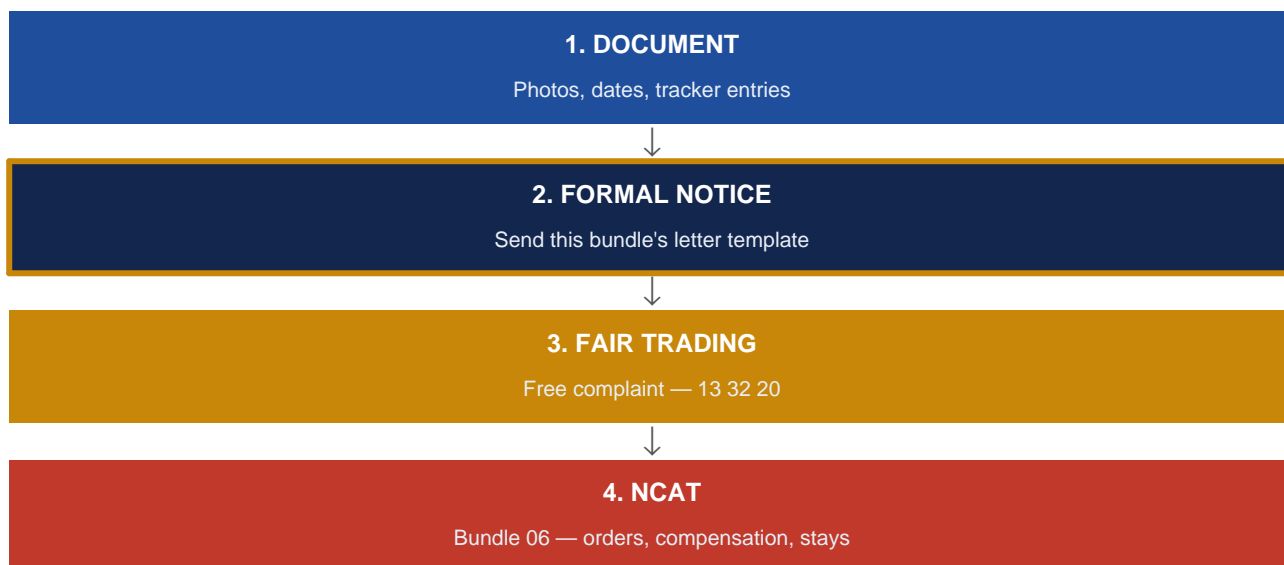 1. DOCUMENT
Photos, dates, tracker entries
2. FORMAL NOTICE
Send this bundle's letter template
3. FAIR TRADING
Free complaint — 13 32 20
4. NCAT
Bundle 06 — orders, compensation, stays